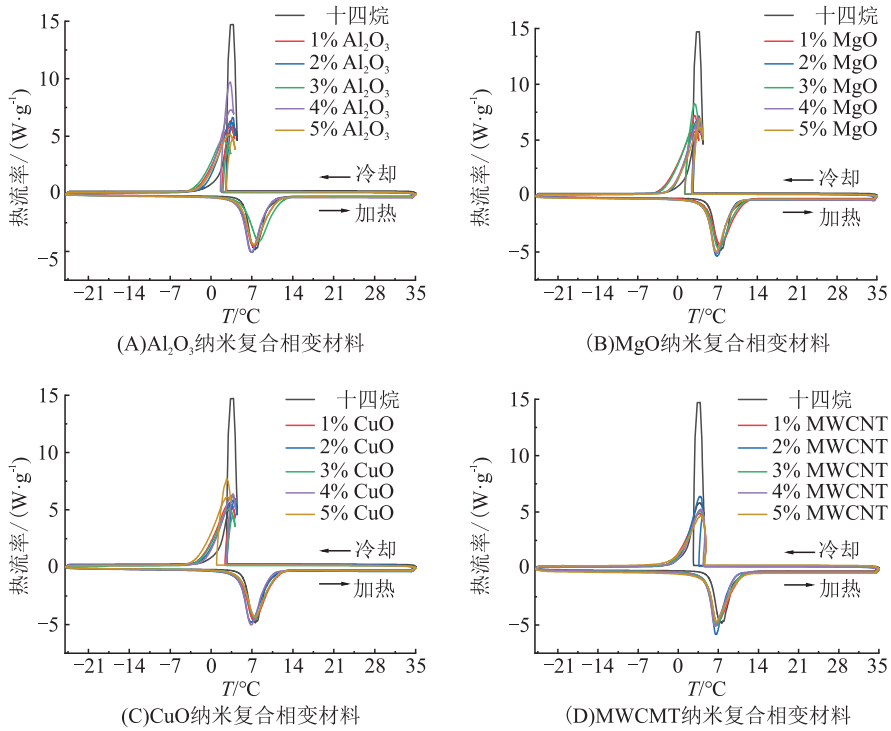 15
10
5
0
−5
热流率/(W·g⁻¹)
十四烷
1% Al₂O₃
2% Al₂O₃
3% Al₂O₃
4% Al₂O₃
5% Al₂O₃
冷却
加热
−21 −14 −7 0 7 14 21 28 35
T/°C
(A)Al₂O₃纳米复合相变材料
15
10
5
0
−5
热流率/(W·g⁻¹)
十四烷
1% MgO
2% MgO
3% MgO
4% MgO
5% MgO
冷却
加热
−21 −14 −7 0 7 14 21 28 35
T/°C
(B)MgO纳米复合相变材料
15
10
5
0
−5
热流率/(W·g⁻¹)
十四烷
1% CuO
2% CuO
3% CuO
4% CuO
5% CuO
冷却
加热
−21 −14 −7 0 7 14 21 28 35
T/°C
(C)CuO纳米复合相变材料
15
10
5
0
−5
热流率/(W·g⁻¹)
十四烷
1% MWCNT
2% MWCNT
3% MWCNT
4% MWCNT
5% MWCNT
冷却
加热
−21 −14 −7 0 7 14 21 28 35
T/°C
(D)MWCMT纳米复合相变材料